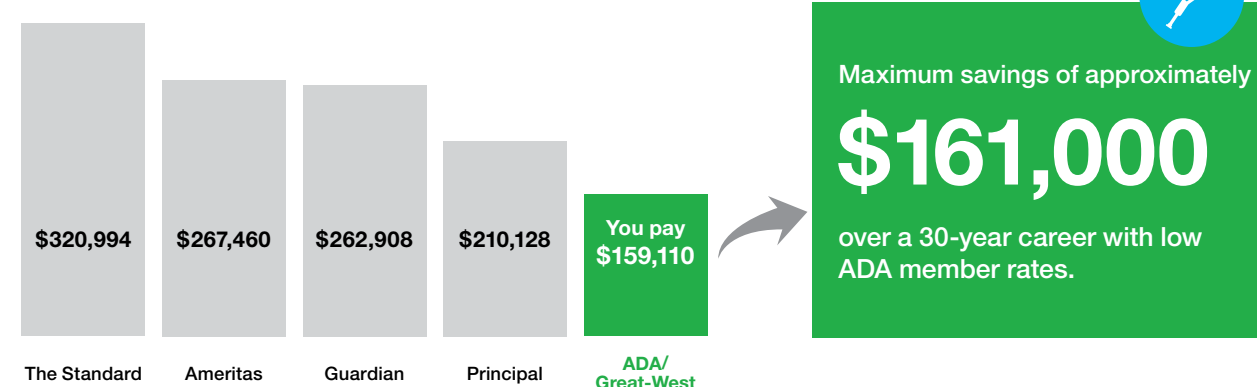 $320,994
$267,460
$262,908
$210,128
You pay
$159,110
The Standard
Ameritas
Guardian
Principal
ADA/
Great-West
Maximum savings of approximately
$161,000
over a 30-year career with low
ADA member rates.